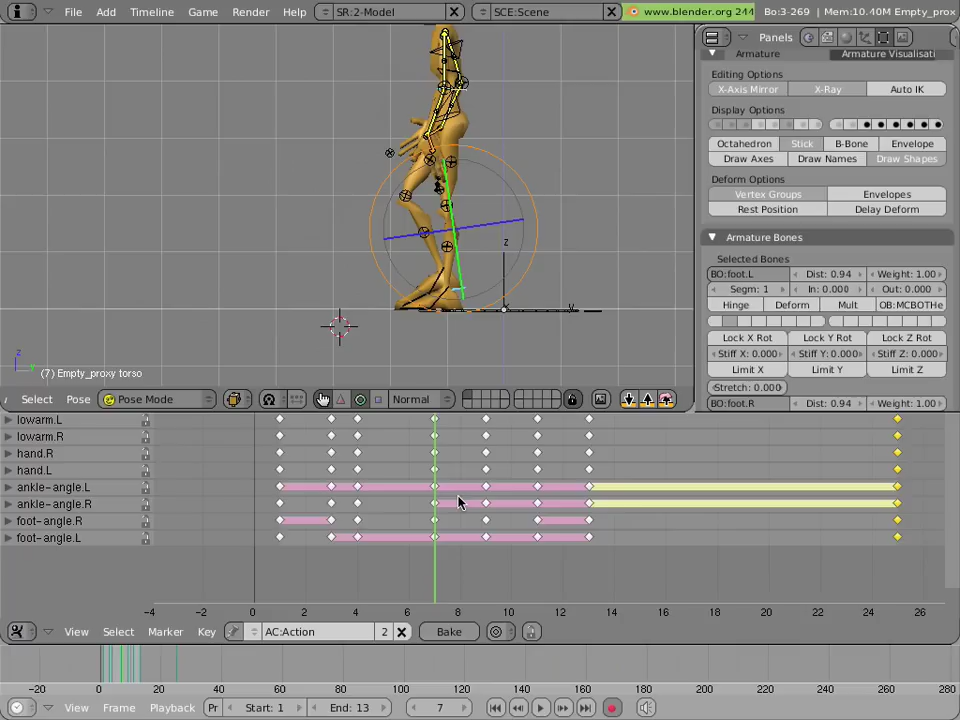 File Add Timeline Game Render Help SR:2-Model SCE:Scene www.blender.org 244 Bo:3-269 | Mem:10.40M Empty_prox
Panels
Armature Armature Visualisati
Editing Options
X-Axis Mirror X-Ray Auto IK
Display Options
Octahedron Stick B-Bone Envelope
Draw Axes Draw Names Draw Shapes
Deform Options
Vertex Groups Envelopes
Rest Position Delay Deform
Armature Bones
Selected Bones
BO:foot.L Dist: 0.94 Weight: 1.00
Segm: 1 In: 0.000 Out: 0.000
Hinge Deform Mult OB:MCBOTHe
Lock X Rot Lock Y Rot Lock Z Rot
Stiff X: 0.000 Stiff Y: 0.000 Stiff Z: 0.000
Limit X Limit Y Limit Z
Stretch: 0.000
BO:foot.R Dist: 0.94 Weight: 1.00
z
x y
z
y
(7) Empty_proxy torso
Select Pose Pose Mode Normal
lowarm.L
lowarm.R
hand.R
hand.L
ankle-angle.L
ankle-angle.R
foot-angle.R
foot-angle.L
-4 -2 0 2 4 6 8 10 12 14 16 18 20 22 24 26
View Select Marker Key AC:Action 2 Bake
-20 0 20 40 60 80 100 120 140 160 180 200 220 240 260 280
View Frame Playback Pr Start: 1 End: 13 7